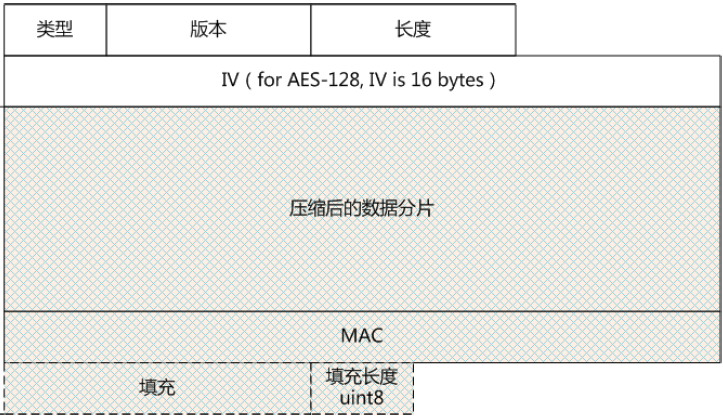 类型
版本
长度
IV ( for AES-128, IV is 16 bytes )
压缩后的数据分片
MAC
填充
填充长度
uint8